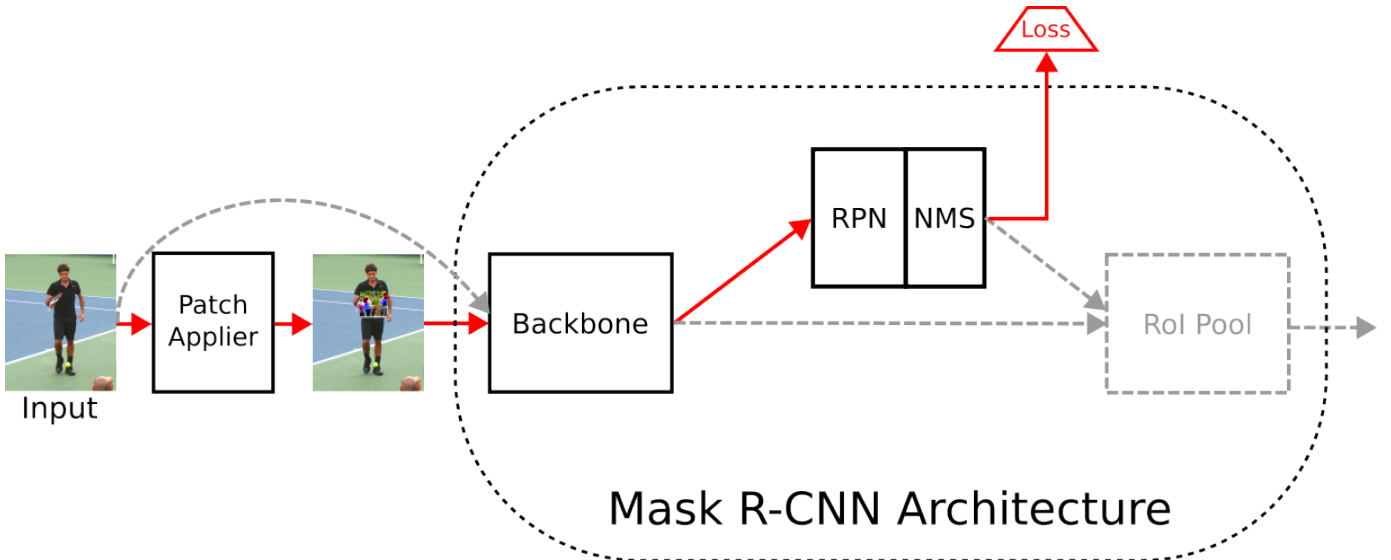 Loss
RPN
NMS
Patch
Applier
Backbone
RoI Pool
Input
Mask R-CNN Architecture